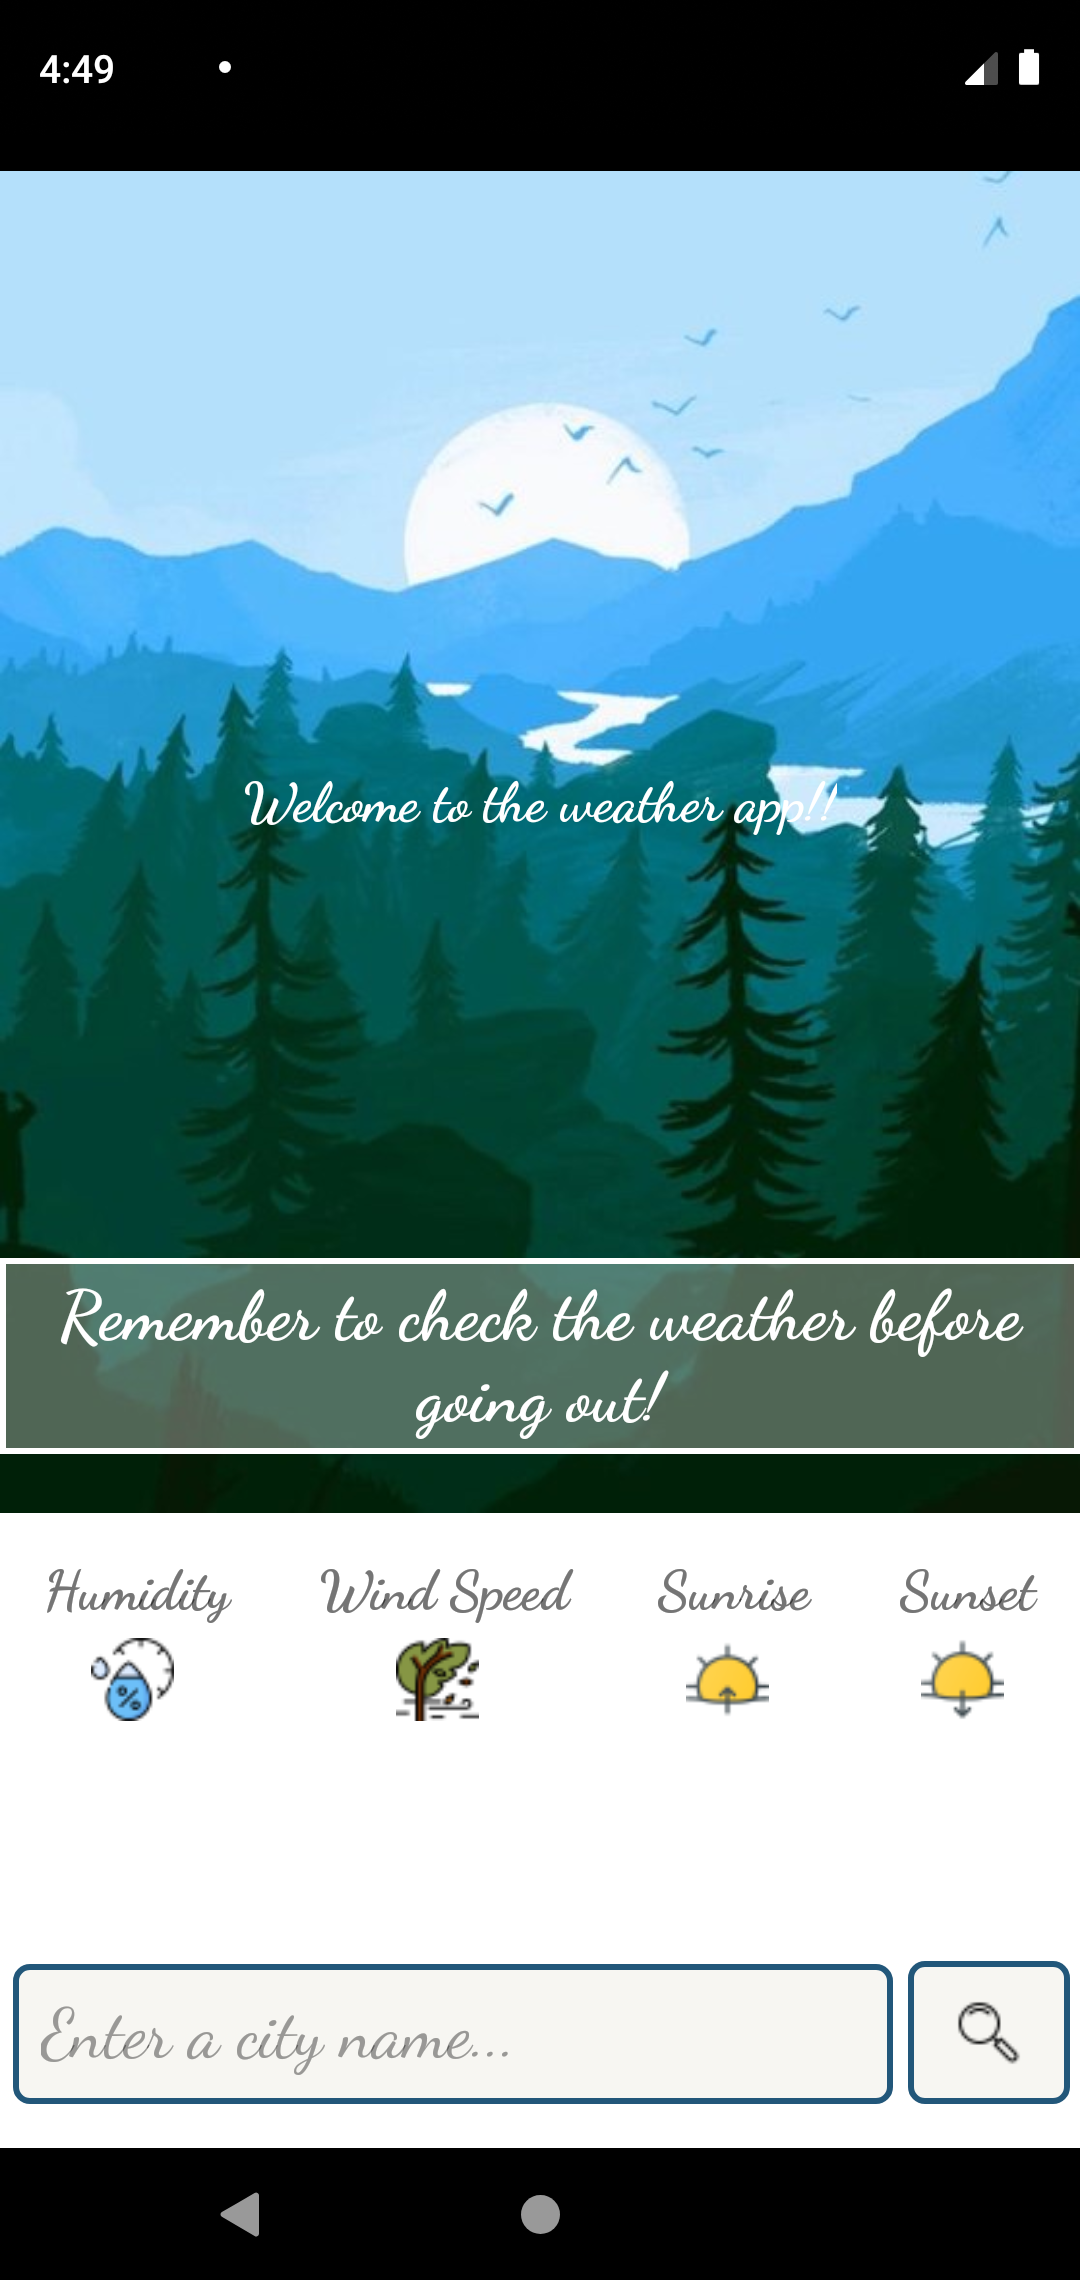 4:49
Welcome to the weather app!!
Remember to check the weather before
going out!
Humidity Wind Speed Sunrise Sunset
%
Enter a city name...